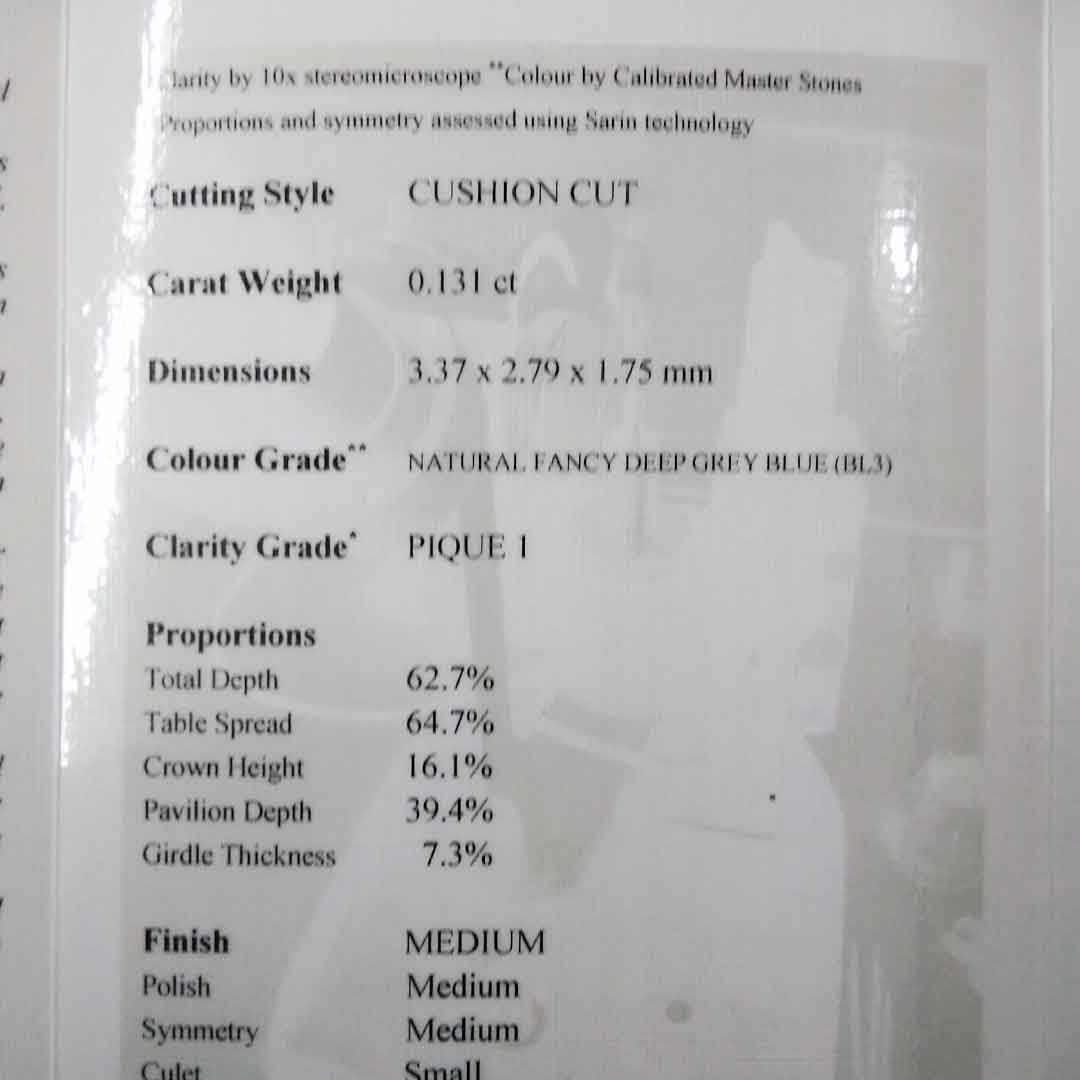 Clarity by 10x stereomicroscope **Colour by Calibrated Master Stones
Proportions and symmetry assessed using Sarin technology
Cutting Style CUSHION CUT
Carat Weight 0.131 ct
Dimensions 3.37 x 2.79 x 1.75 mm
Colour Grade** NATURAL FANCY DEEP GREY BLUE (BL3)
Clarity Grade* PIQUE 1
Proportions
Total Depth 62.7%
Table Spread 64.7%
Crown Height 16.1%
Pavilion Depth 39.4%
Girdle Thickness 7.3%
Finish MEDIUM
Polish Medium
Symmetry Medium
Culet Small